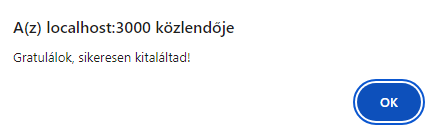 A(z) localhost:3000 közlendője
Gratulálok, sikeresen kitaláltad!
OK